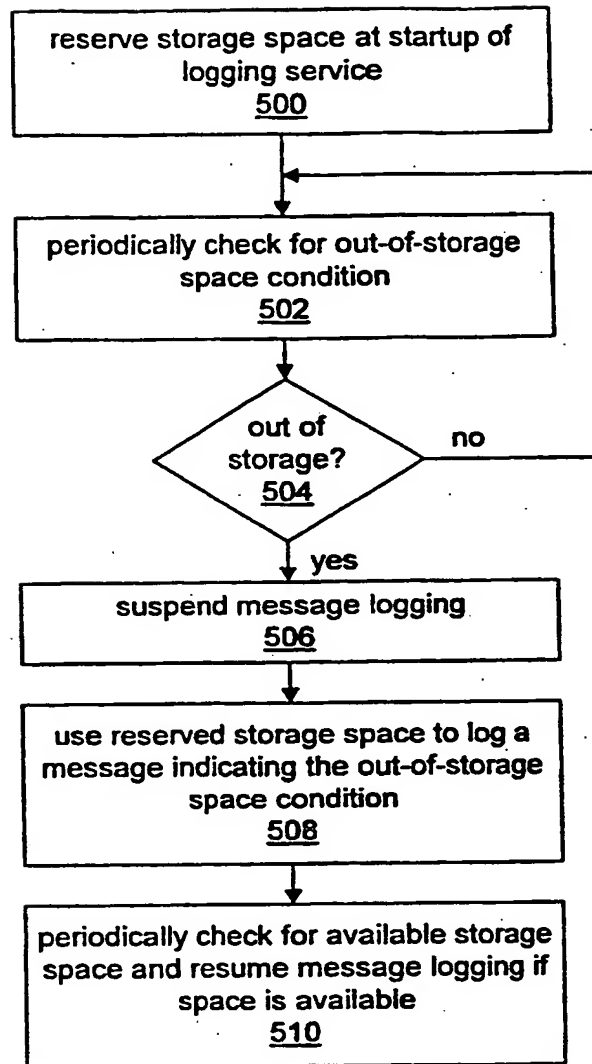 reserve storage space at startup of
logging service
500
periodically check for out-of-storage
space condition
502
out of
storage?
504
no
yes
suspend message logging
506
use reserved storage space to log a
message indicating the out-of-storage
space condition
508
periodically check for available storage
space and resume message logging if
space is available
510